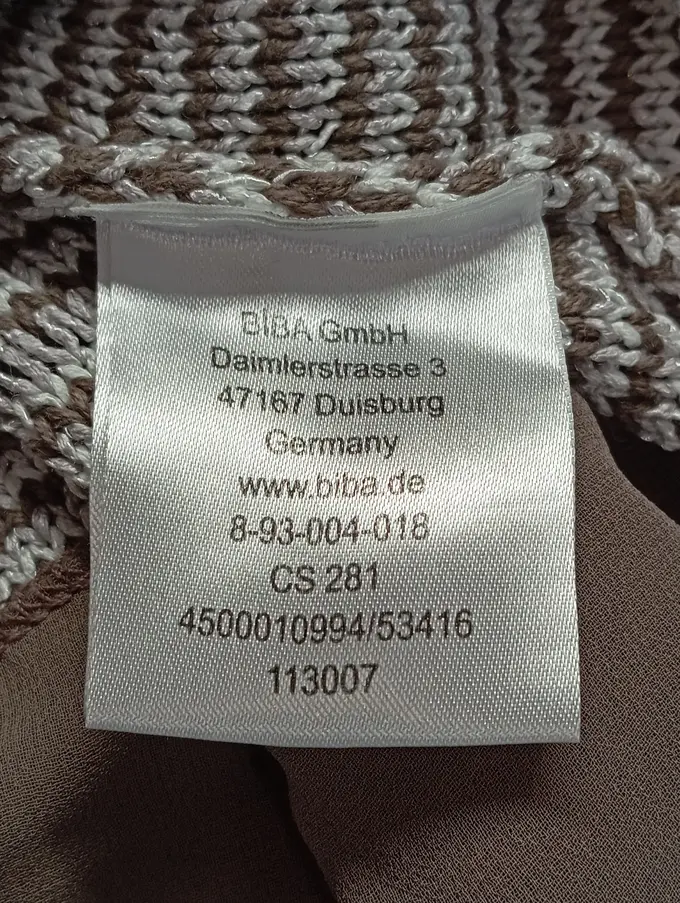 BIBA GmbH
Daimlerstrasse 3
47167 Duisburg
Germany
www.biba.de
8-93-004-018
CS 281
4500010994/53416
113007